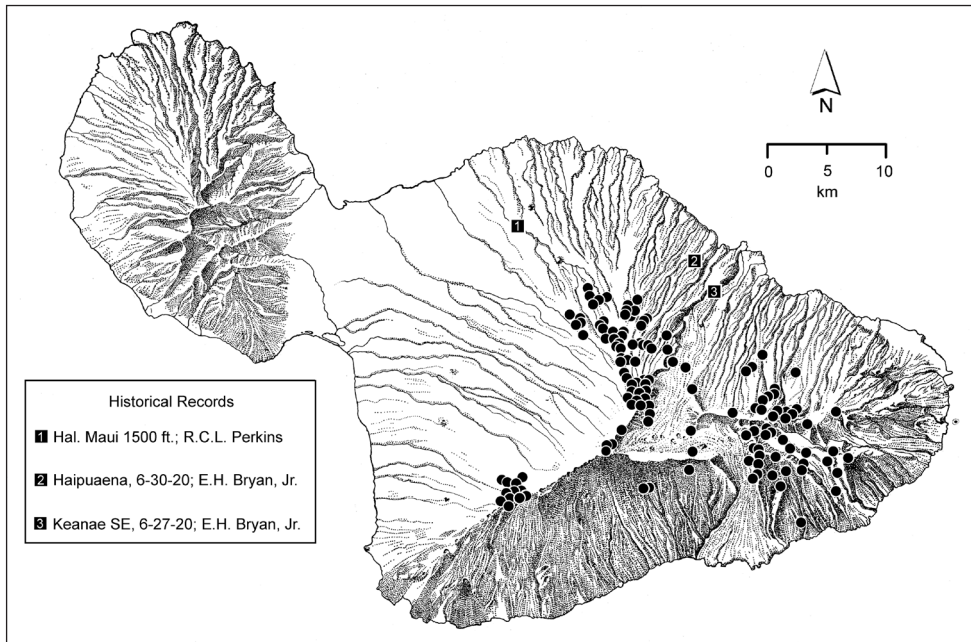 N
0 5 10
km
1
2
3
Historical Records
1 Hal. Maui 1500 ft.; R.C.L. Perkins
2 Haipuaena, 6-30-20; E.H. Bryan, Jr.
3 Keanae SE, 6-27-20; E.H. Bryan, Jr.